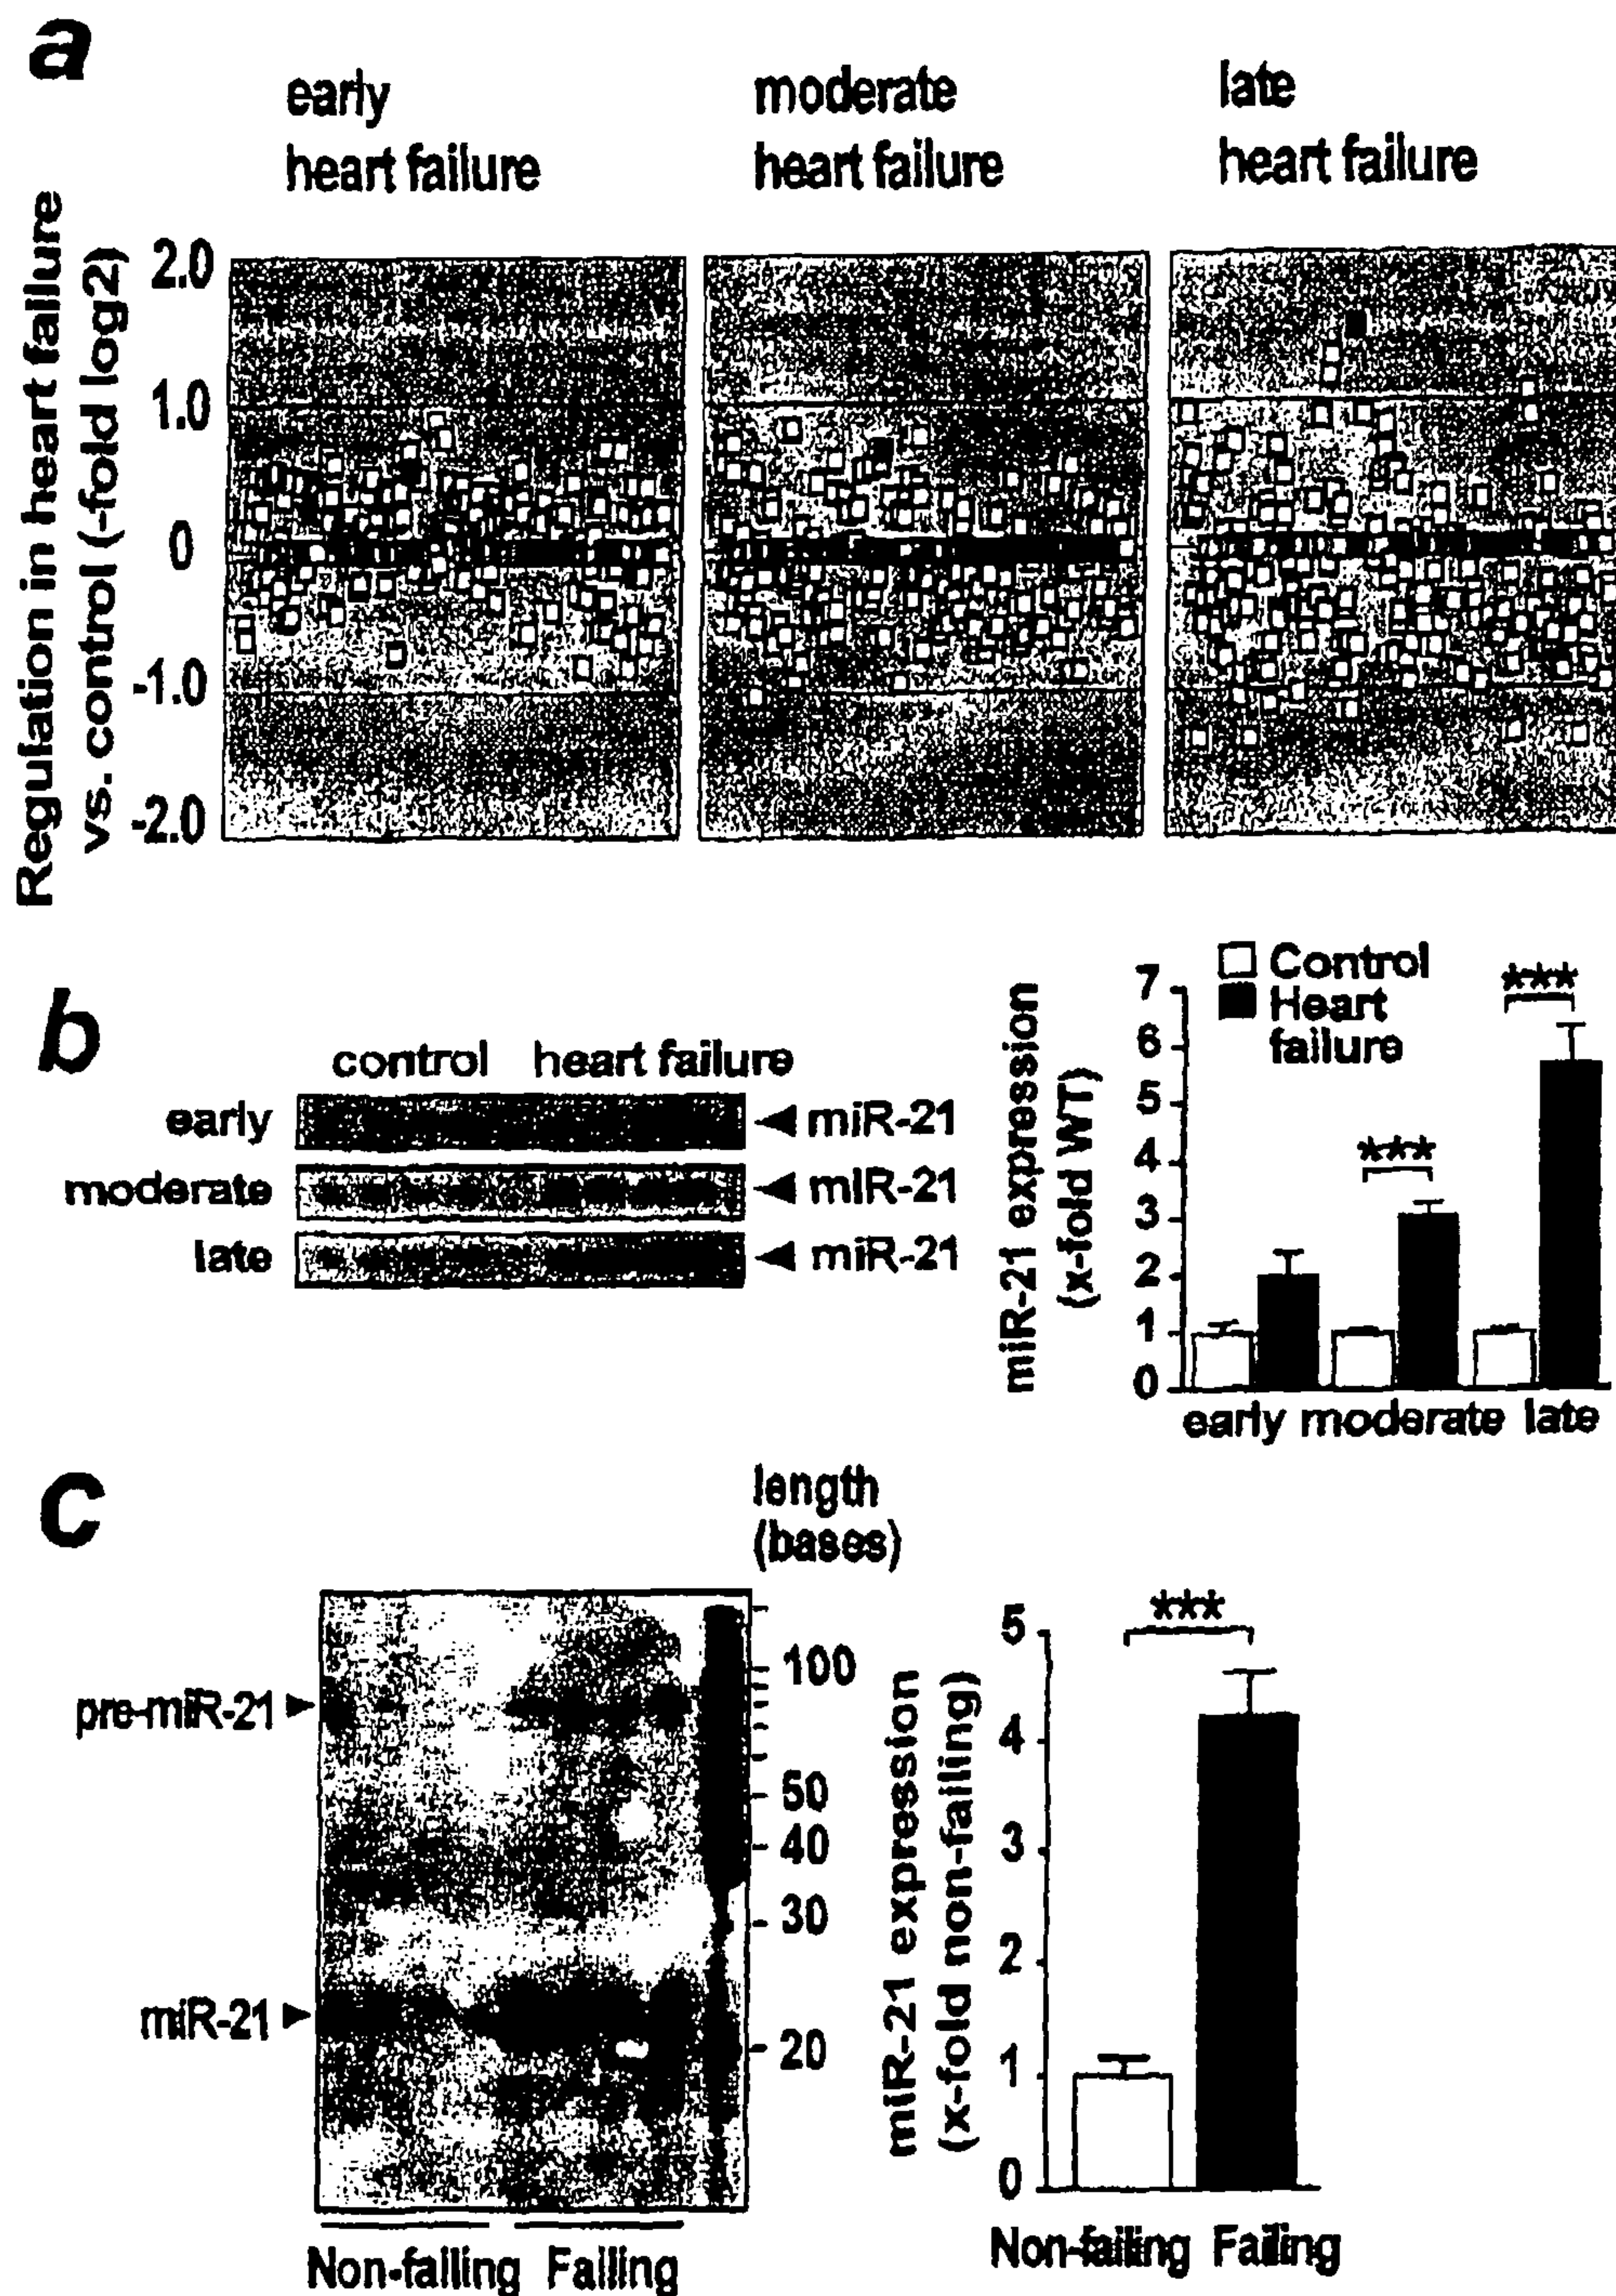 a
early
heart failure
moderate
heart failure
late
heart failure
Regulation in heart failure
vs. control (-fold log2)
2.0
1.0
0
-1.0
-2.0
b
control heart failure
early
miR-21
moderate
miR-21
late
miR-21
miR-21 expression
(x-fold WT)
7
6
5
4
3
2
1
0
Control
Heart
failure
***
***
early moderate late
c
length
(bases)
pre-miR-21
miR-21
100
50
40
30
20
Non-failing Failing
miR-21 expression
(x-fold non-failing)
5
4
3
2
1
0
***
Non-failing Failing